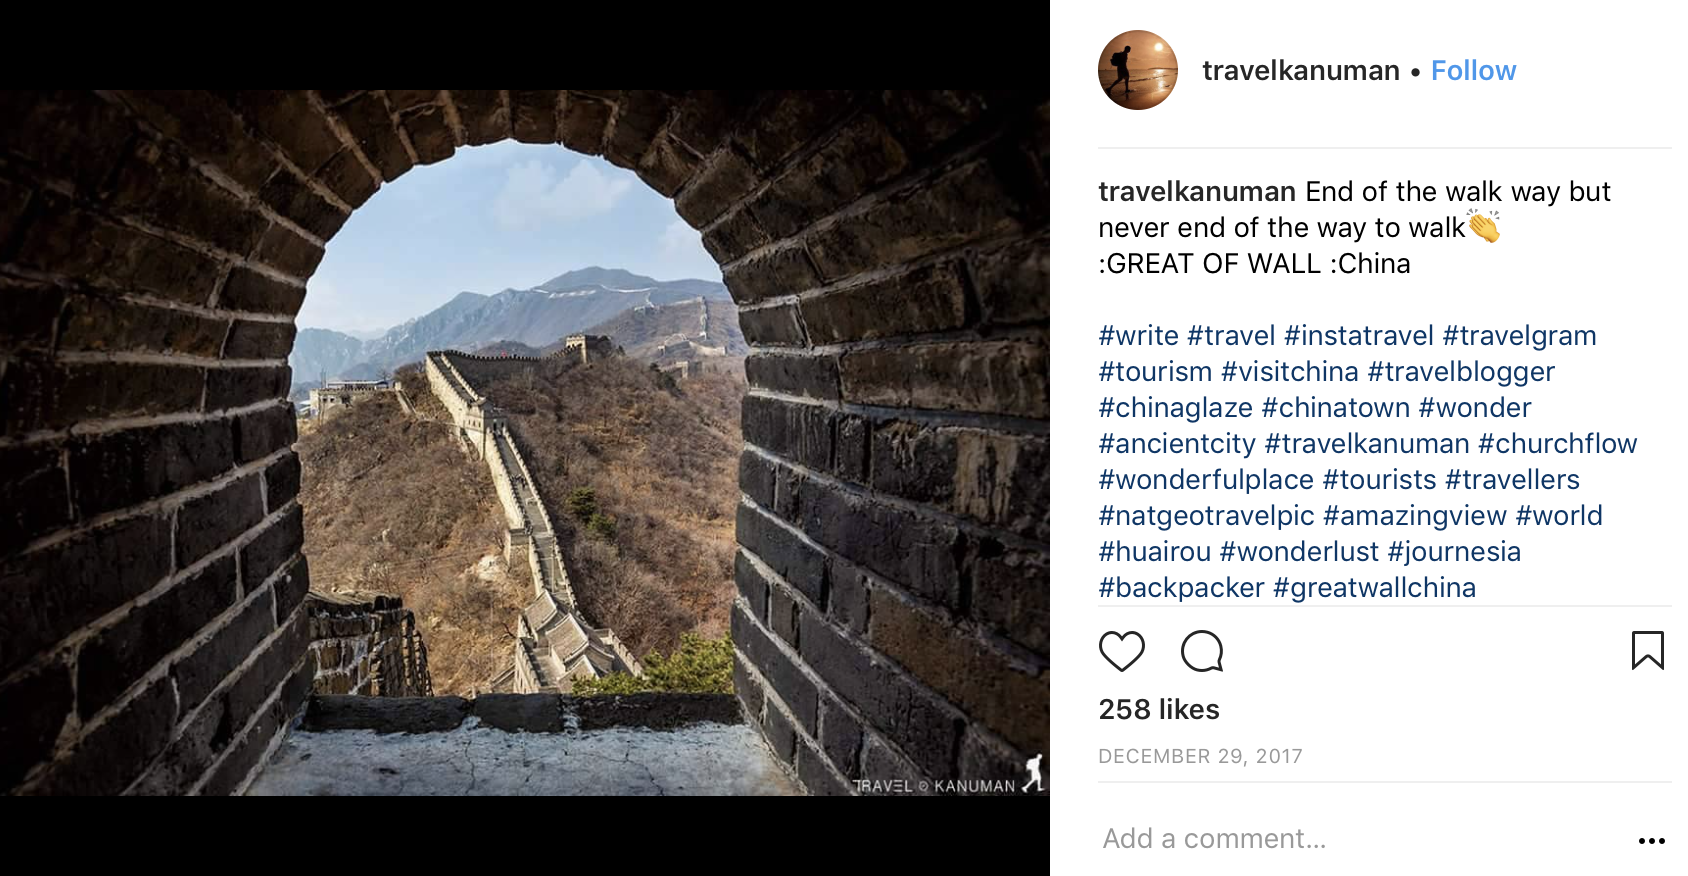 travelkanuman • Follow
travelkanuman End of the walk way but
never end of the way to walk👏
:GREAT OF WALL :China
#write #travel #instatravel #travelgram
#tourism #visitchina #travelblogger
#chinaglaze #chinatown #wonder
#ancientcity #travelkanuman #churchflow
#wonderfulplace #tourists #travellers
#natgeotravelpic #amazingview #world
#huairou #wonderlust #journesia
#backpacker #greatwallchina
258 likes
DECEMBER 29, 2017
Add a comment...
TRAVEL @ KANUMAN